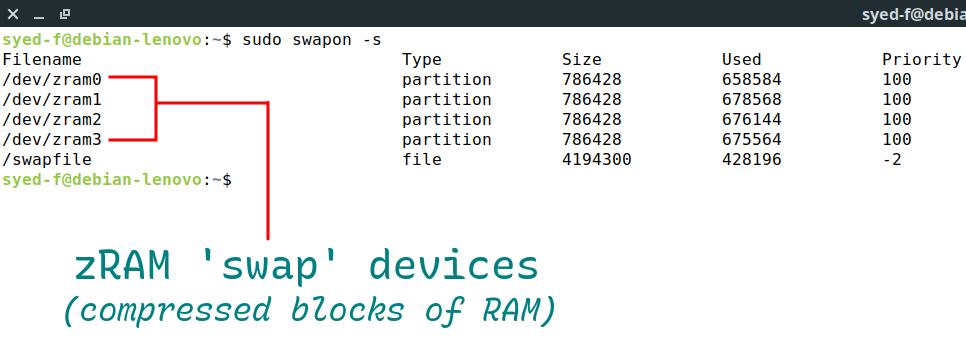 syed-f@debia
syed-f@debian-lenovo:~$ sudo swapon -s
Filename Type Size Used Priority
/dev/zram0 partition 786428 658584 100
/dev/zram1 partition 786428 678568 100
/dev/zram2 partition 786428 676144 100
/dev/zram3 partition 786428 675564 100
/swapfile file 4194300 428196 -2
syed-f@debian-lenovo:~$
zRAM 'swap' devices
(compressed blocks of RAM)